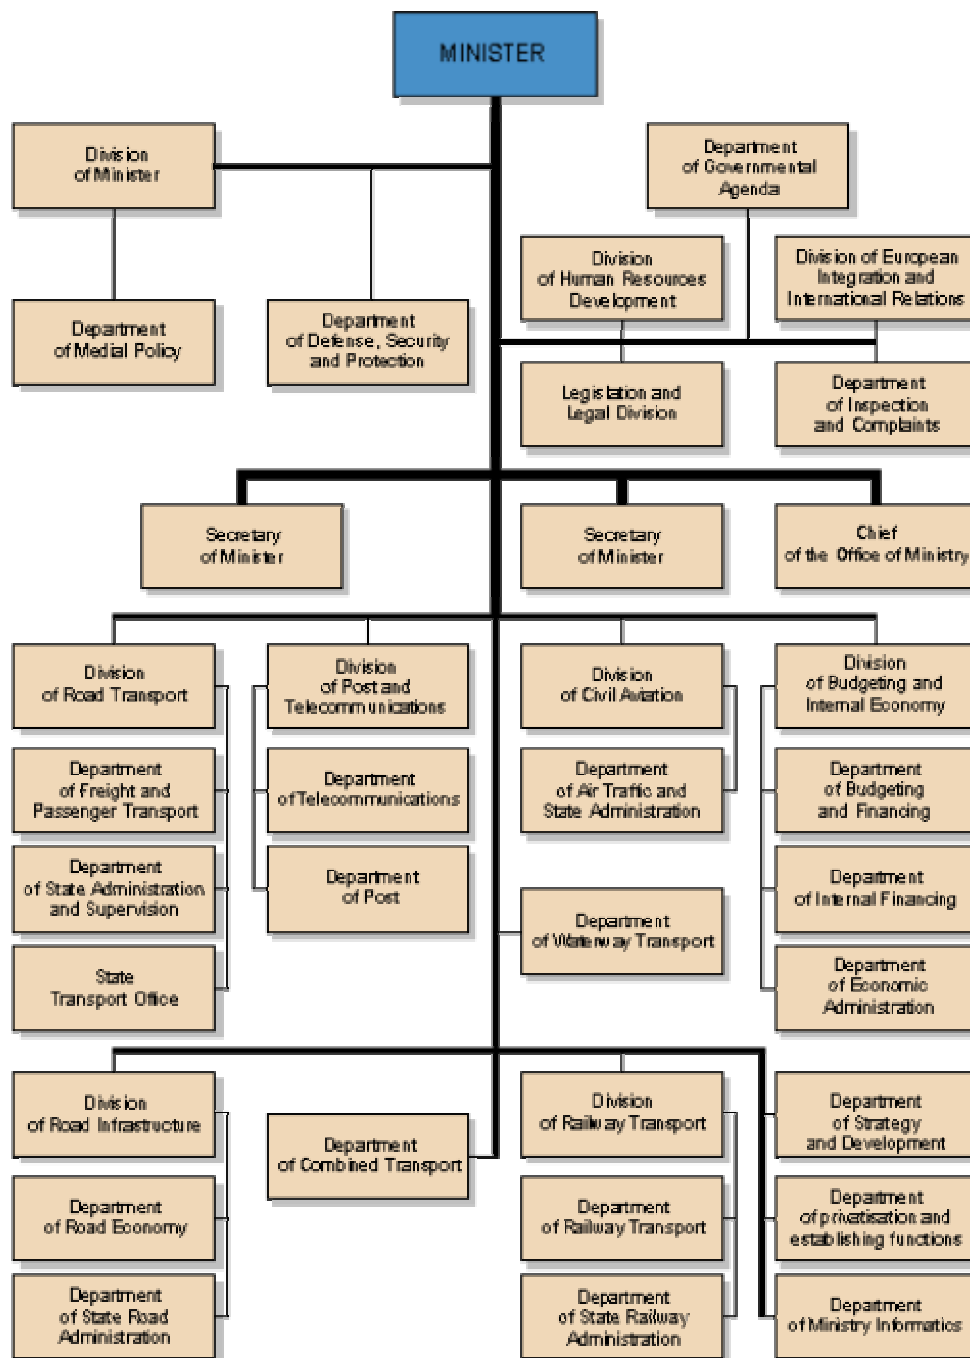 MINISTER
Division
of Minister
Department
of Governmental
Agenda
Division
of Human Resources
Development
Division of European
Integration and
International Relations
Department
of Medial Policy
Department
of Defense, Security
and Protection
Legislation and
Legal Division
Department
of Inspection
and Complaints
Secretary
of Minister
Secretary
of Minister
Chief
of the Office of Ministry
Division
of Road Transport
Division
of Post and
Telecommunications
Division
of Civil Aviation
Division
of Budgeting and
Internal Economy
Department
of Freight and
Passenger Transport
Department
of Telecommunications
Department
of Air Traffic and
State Administration
Department
of Budgeting
and Financing
Department
of State Administration
and Supervision
Department
of Post
Department
of Waterway Transport
Department
of Internal Financing
State
Transport Office
Department
of Economic
Administration
Division
of Road Infrastructure
Department
of Combined Transport
Division
of Railway Transport
Department
of Strategy
and Development
Department
of Road Economy
Department
of Railway Transport
Department
of privatisation and
establishing functions
Department
of State Road
Administration
Department
of State Railway
Administration
Department
of Ministry Informatics